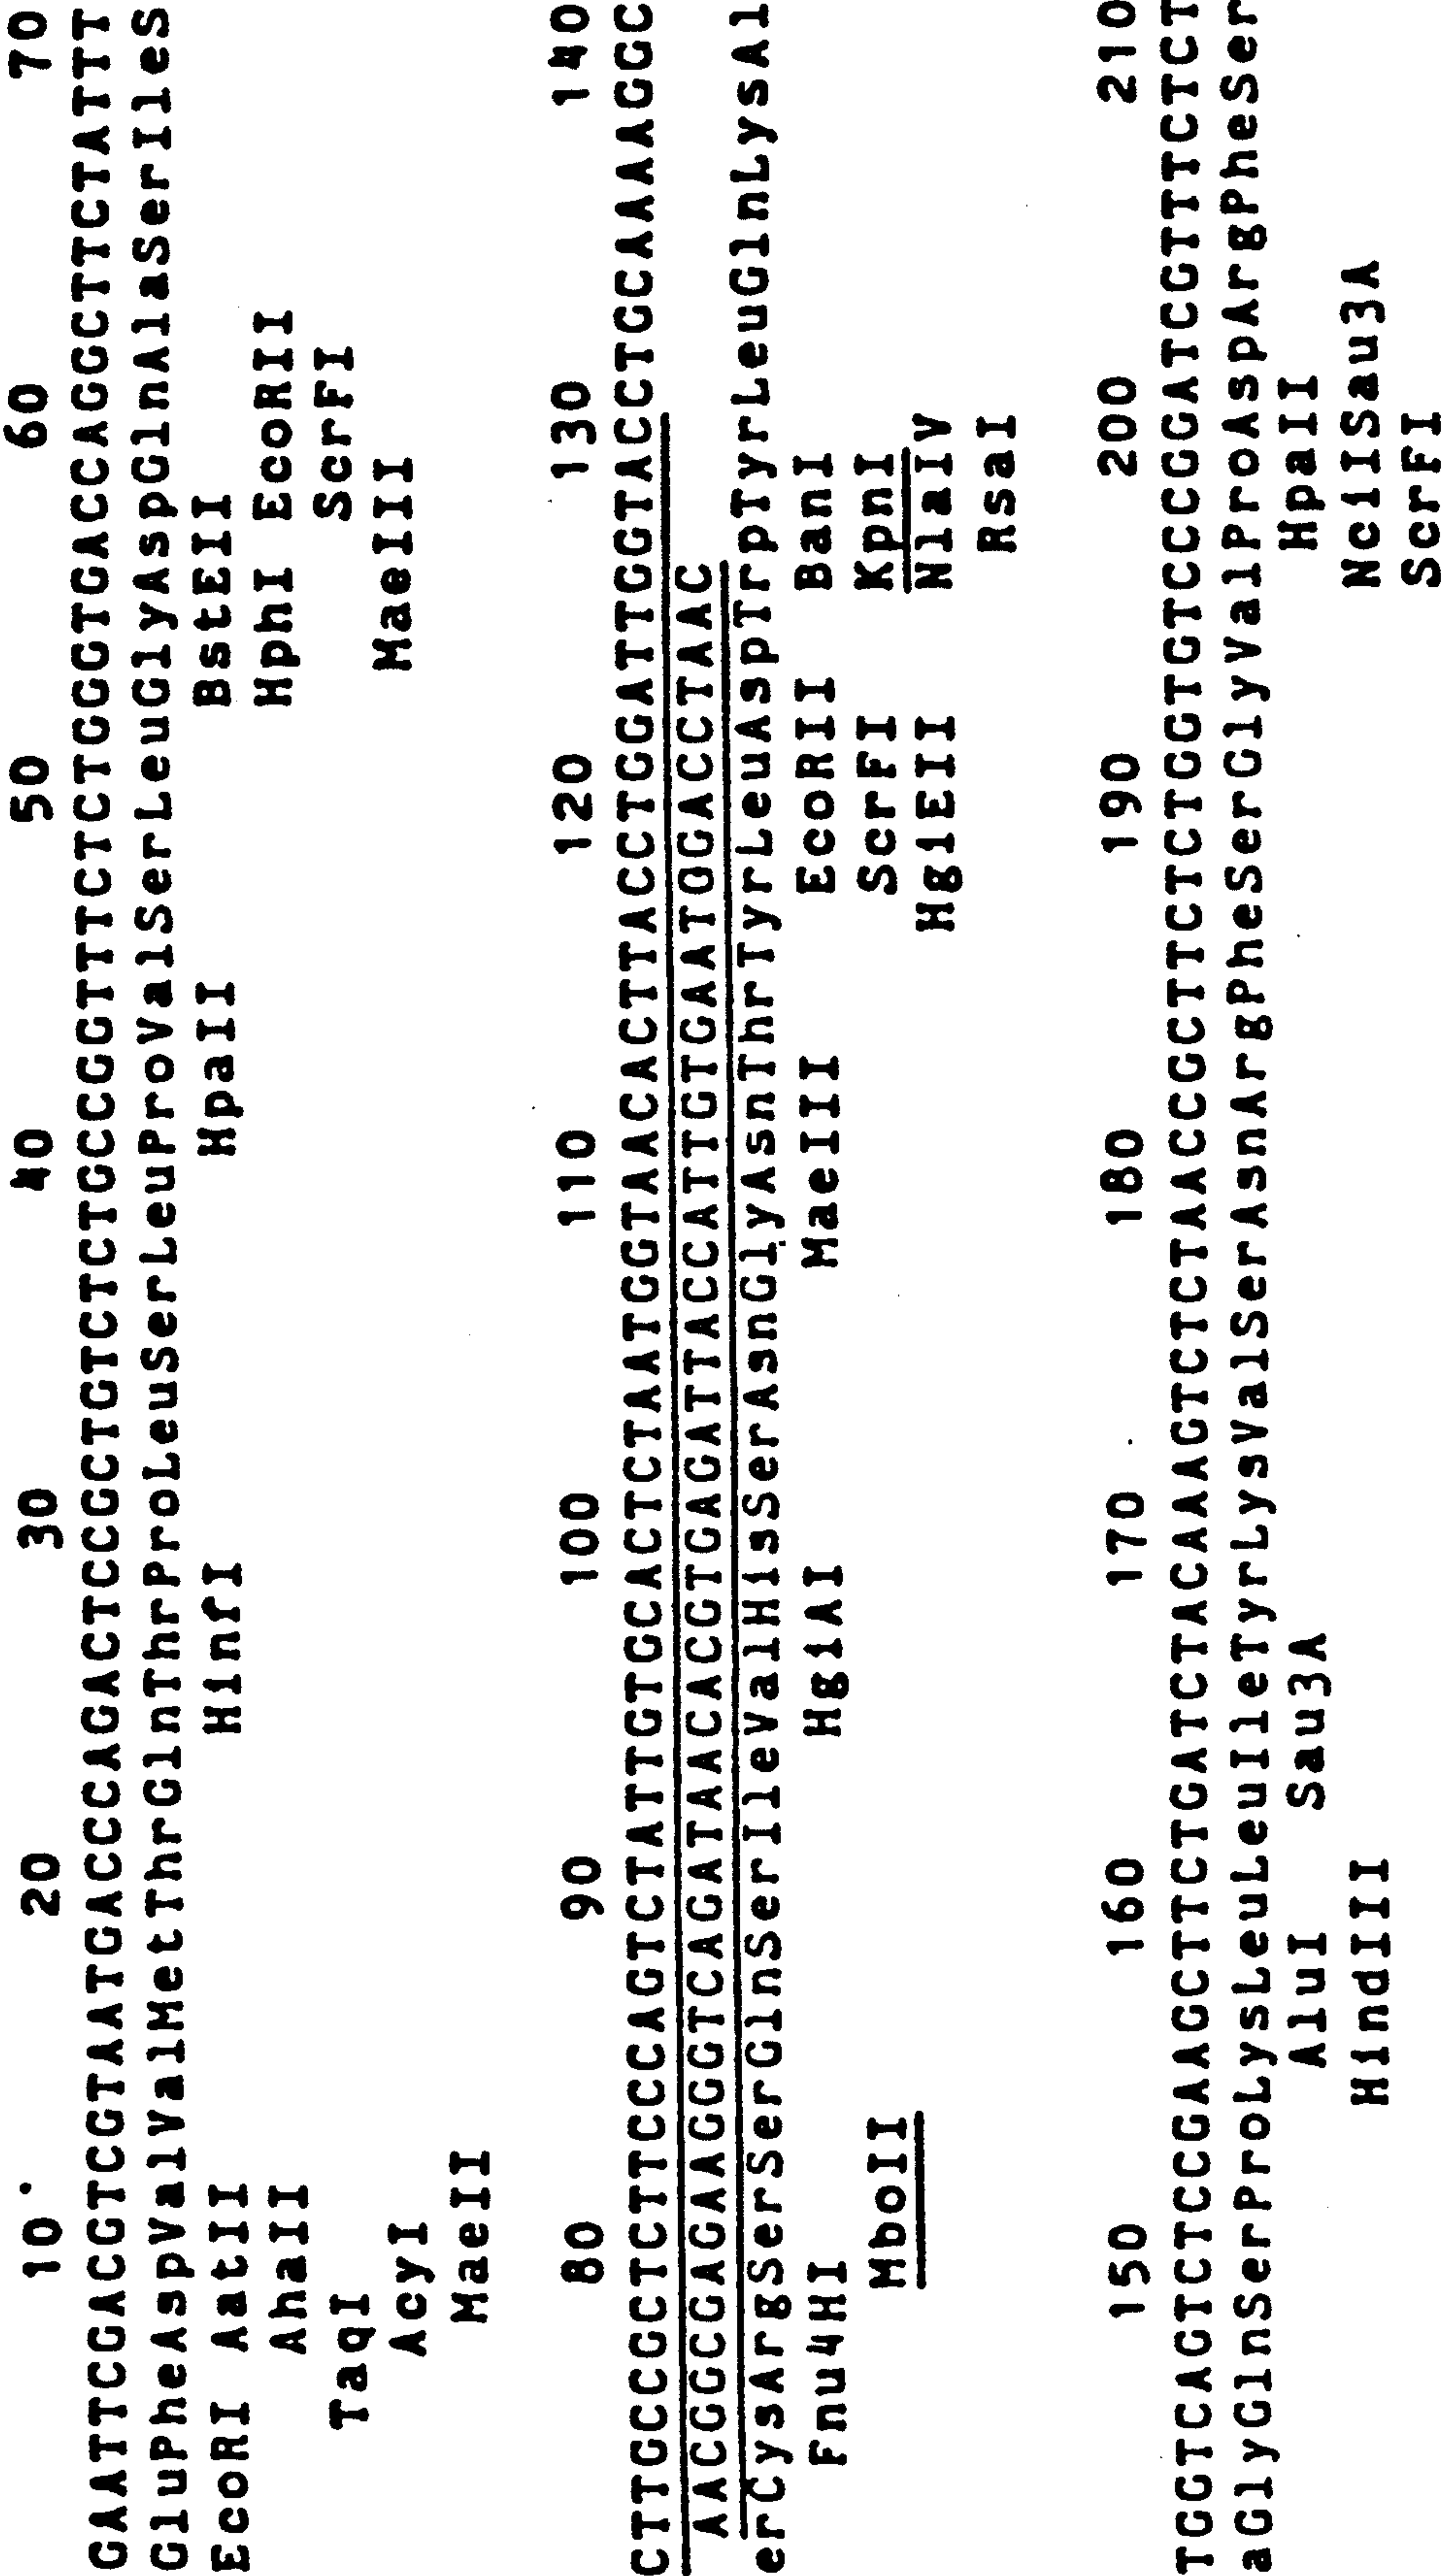 10 20 30 40 50 60 70
GAATTCGACGTCGTAATGACCCAGACTCCGCTGTCTCTGCCGGTTTCTCTGGGTGACCAGGCTTCTATTT
GluPheAspValValMetThrGlnThrProLeuSerLeuProValSerLeuGlyAspGlnAlaSerIleS
EcoRI AatII HinfI HpaII BstEII
AhaII HphI EcoRII
TaqI ScrFI
AcyI MaeIII
MaeII
80 90 100 110 120 130 140
CTTGCCGCTCTTCCCAGTCTATTGTGCACTCTAATGGTAACACTTACCTGGATTGGTACCTGCAAAAGGC
AACGGCGAGAAGGGTCAGATAACACGTGAGATTACCATTGTGAATGGACCTAAC
erCysArgSerSerGlnSerIleValHisSerAsnGlyAsnThrTyrLeuAspTrpTyrLeuGlnLysAl
Fnu4HI HgiAI MaeIII EcoRII BanI
MboII ScrFI KpnI
HgiEII NlaIV
RsaI
150 160 170 180 190 200 210
TGGTCAGTCTCCGAAGCTTCTGATCTACAAAGTCTCTAACCGCTTCTCTGGTGTCCCGGATCGTTTCTCT
aGlyGlnSerProLysLeuLeuIleTyrLysValSerAsnArgPheSerGlyValProAspArgPheSer
AluI Sau3A HpaII
HindIII NciISau3A
ScrFI